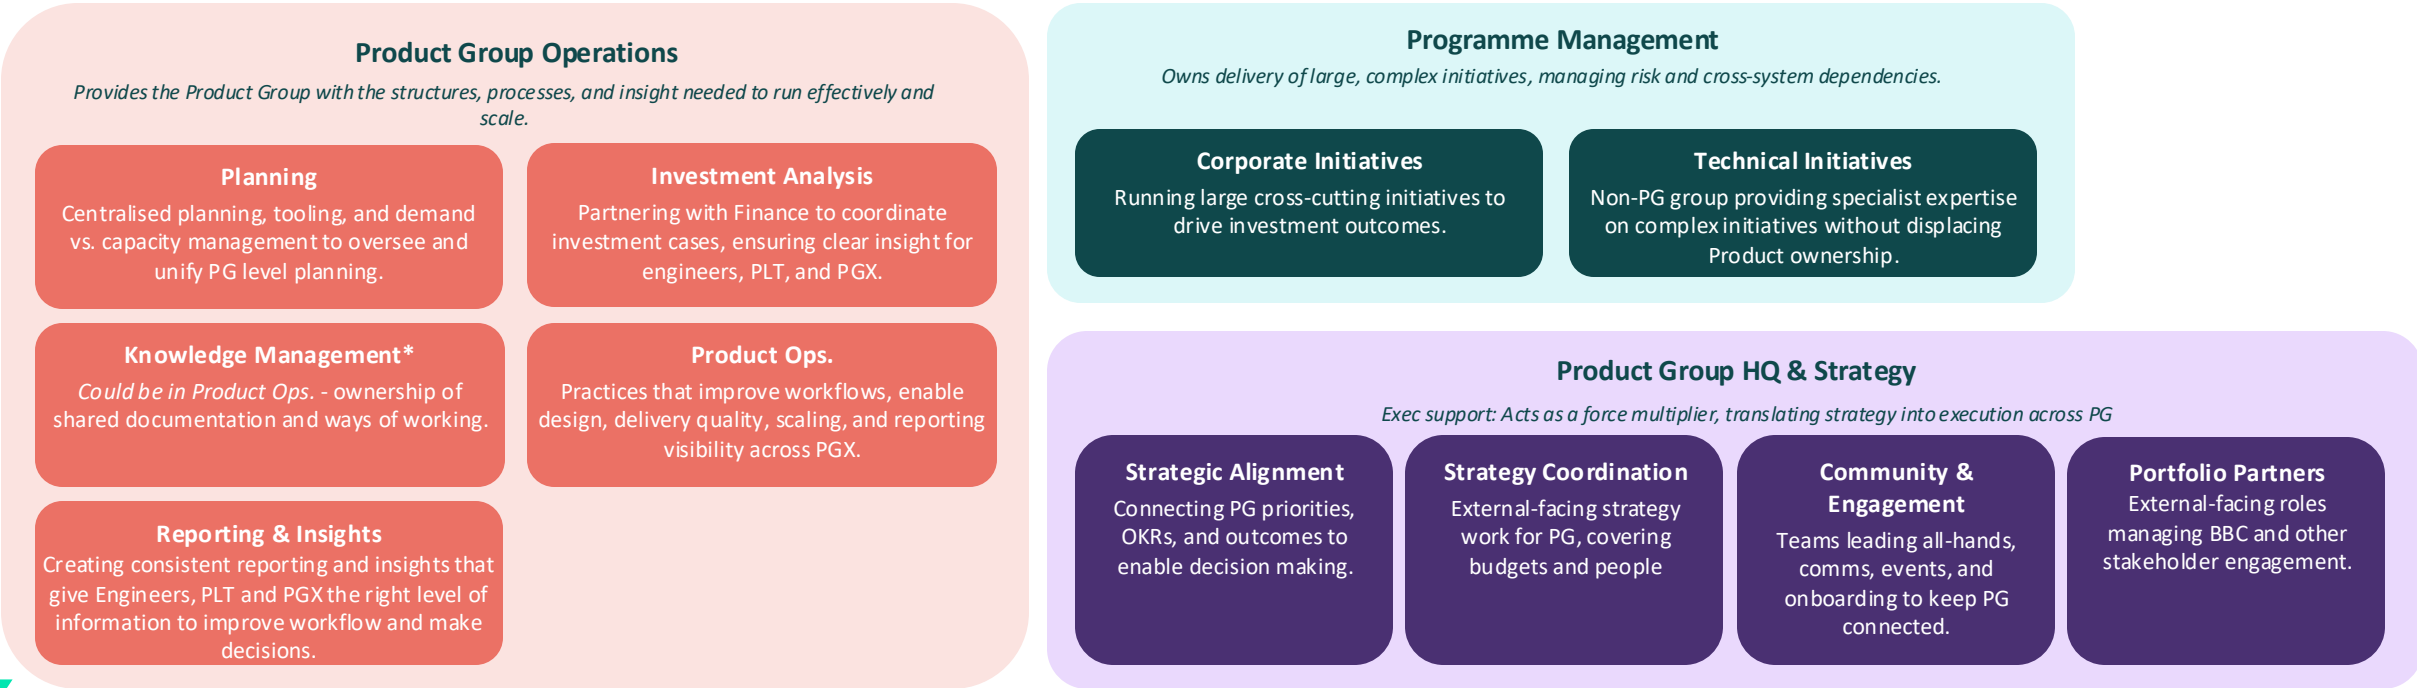 Product Group Operations
Provides the Product Group with the structures, processes, and insight needed to run effectively and
scale.
Planning
Centralised planning, tooling, and demand
vs. capacity management to oversee and
unify PG level planning.
Investment Analysis
Partnering with Finance to coordinate
investment cases, ensuring clear insight for
engineers, PLT, and PGX.
Knowledge Management*
Could be in Product Ops. - ownership of
shared documentation and ways of working.
Product Ops.
Practices that improve workflows, enable
design, delivery quality, scaling, and reporting
visibility across PGX.
Reporting & Insights
Creating consistent reporting and insights that
give Engineers, PLT and PGX the right level of
information to improve workflow and make
decisions.
Programme Management
Owns delivery of large, complex initiatives, managing risk and cross-system dependencies.
Corporate Initiatives
Running large cross-cutting initiatives to
drive investment outcomes.
Technical Initiatives
Non-PG group providing specialist expertise
on complex initiatives without displacing
Product ownership.
Product Group HQ & Strategy
Exec support: Acts as a force multiplier, translating strategy into execution across PG
Strategic Alignment
Connecting PG priorities,
OKRs, and outcomes to
enable decision making.
Strategy Coordination
External-facing strategy
work for PG, covering
budgets and people
Community &
Engagement
Teams leading all-hands,
comms, events, and
onboarding to keep PG
connected.
Portfolio Partners
External-facing roles
managing BBC and other
stakeholder engagement.